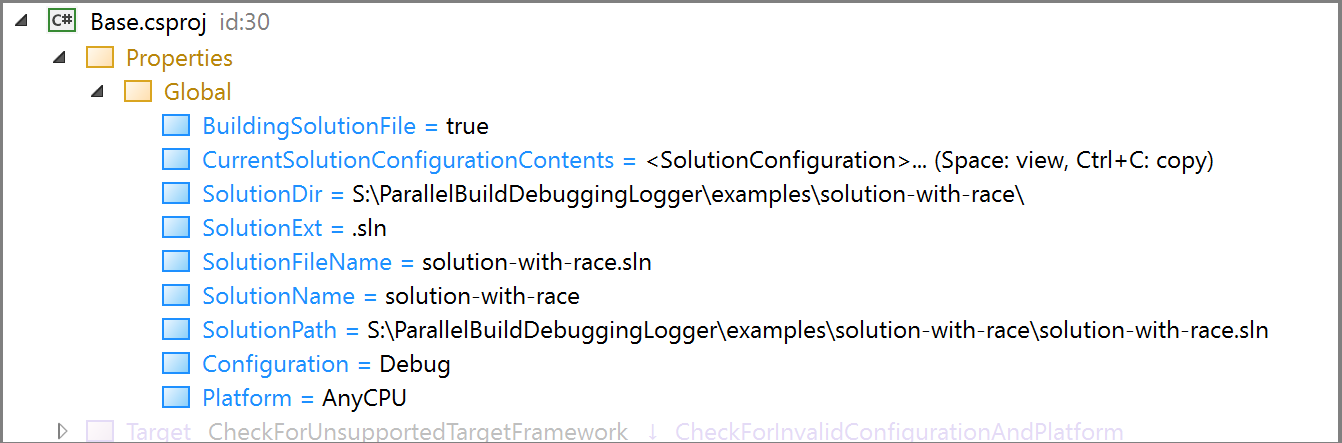 C# Base.csproj id:30
Properties
Global
BuildingSolutionFile = true
CurrentSolutionConfigurationContents = <SolutionConfiguration>... (Space: view, Ctrl+C: copy)
SolutionDir = S:\ParallelBuildDebuggingLogger\examples\solution-with-race\
SolutionExt = .sln
SolutionFileName = solution-with-race.sln
SolutionName = solution-with-race
SolutionPath = S:\ParallelBuildDebuggingLogger\examples\solution-with-race\solution-with-race.sln
Configuration = Debug
Platform = AnyCPU
Target CheckForUnsupportedTargetFramework ↓ CheckForInvalidConfigurationAndPlatform